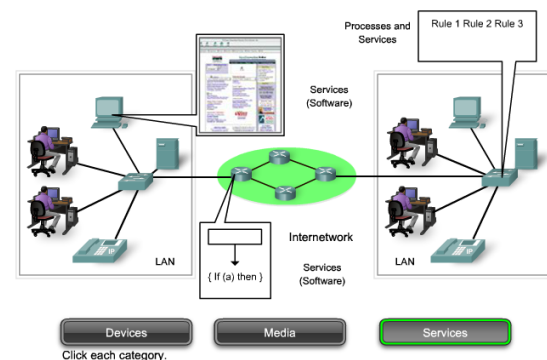 Processes and
Services
Rule 1 Rule 2 Rule 3
Services
(Software)
Internetwork
Services
(Software)
{ If (a) then }
LAN
LAN
Devices
Media
Services
Click each category.